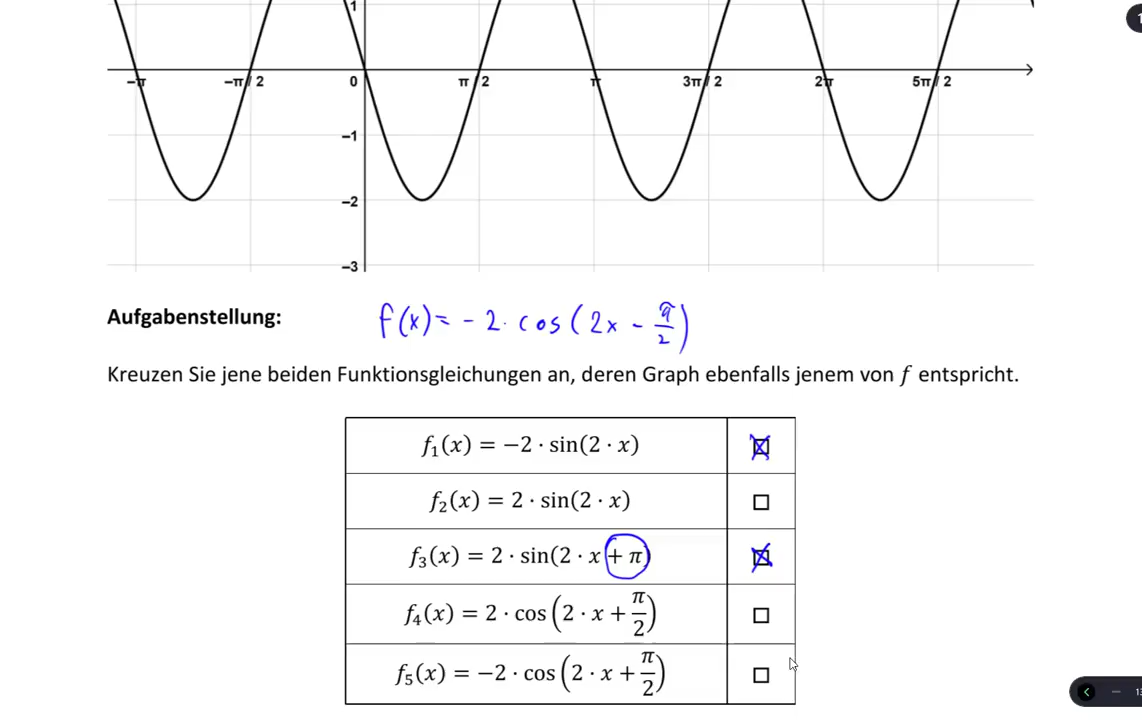 1
−π −π / 2 0 π / 2 π 3π / 2 2π 5π / 2
−1
−2
−3
Aufgabenstellung: f(x) = − 2 · cos(2x − π/2)
Kreuzen Sie jene beiden Funktionsgleichungen an, deren Graph ebenfalls jenem von f entspricht.
f₁(x) = −2 · sin(2 · x)
f₂(x) = 2 · sin(2 · x)
f₃(x) = 2 · sin(2 · x + π)
f₄(x) = 2 · cos(2 · x + π/2)
f₅(x) = −2 · cos(2 · x + π/2)